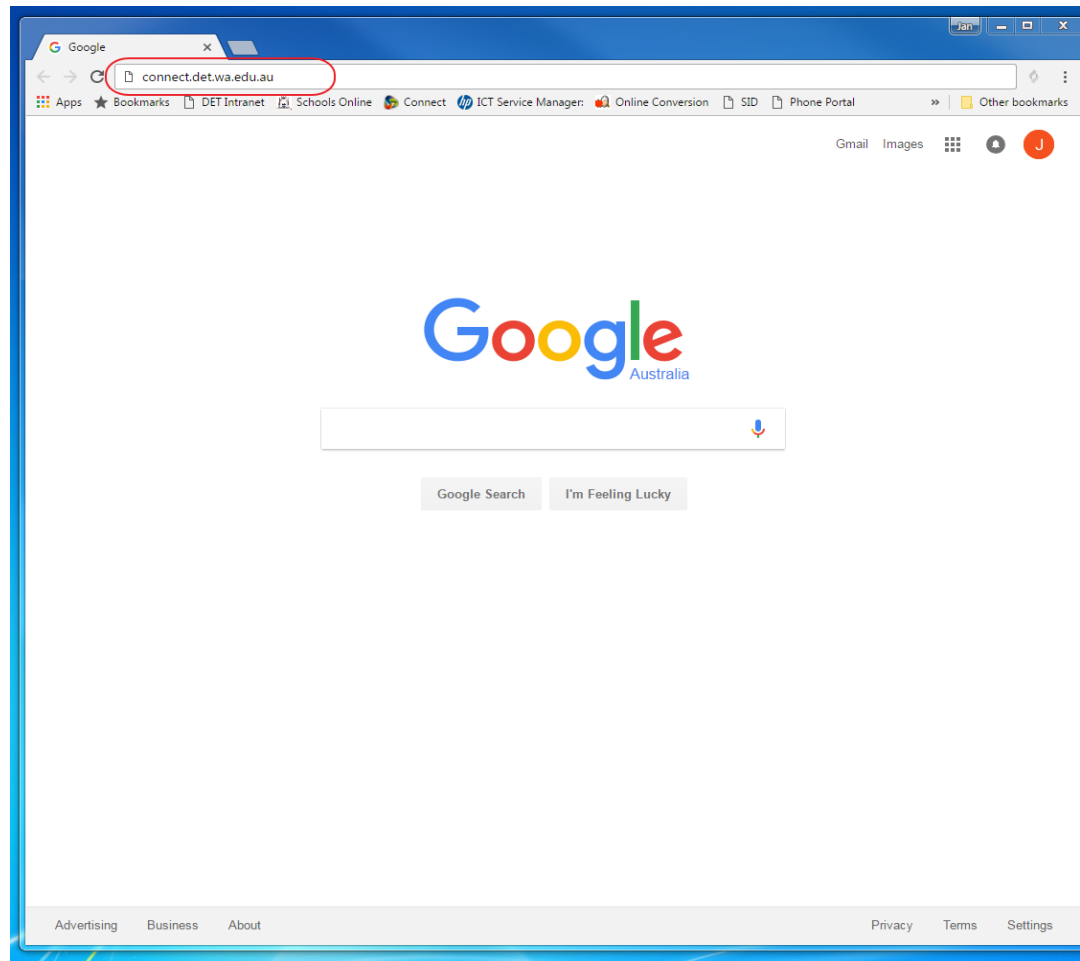 Jan
Google
connect.det.wa.edu.au
Apps Bookmarks DET Intranet Schools Online Connect ICT Service Manager: Online Conversion SID Phone Portal » Other bookmarks
Gmail Images J
Google
Australia
Google Search I'm Feeling Lucky
Advertising Business About Privacy Terms Settings